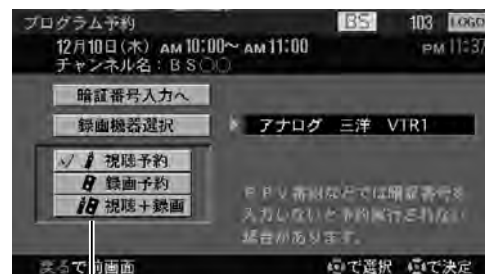 プログラム予約 BS 103 LOGO
12月10日(水) AM10:00~AM11:00 PM11:37
チャンネル名:BS○○
暗証番号入力へ
録画機器選択 アナログ 三洋 VTR1
視聴予約
録画予約
視聴+録画
PPV番組などでは暗証番号を
入力しないと予約実行されない
場合があります。
戻るで前画面 で選択 で決定